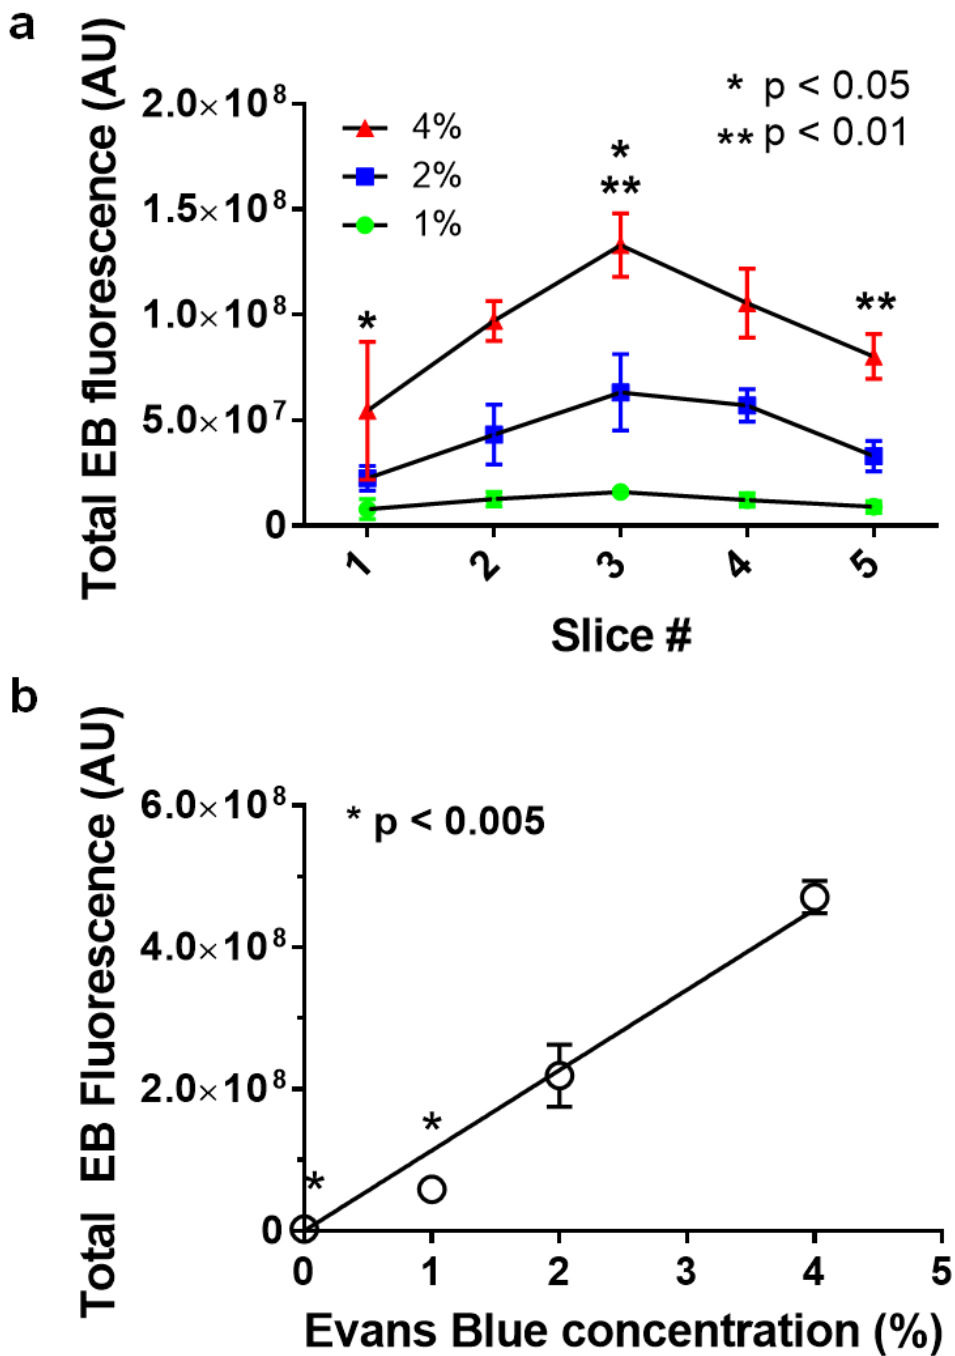 a
Total EB fluorescence (AU)
2.0×10⁸
1.5×10⁸
1.0×10⁸
5.0×10⁷
0
4%
2%
1%
* p < 0.05
** p < 0.01
*
*
**
**
1 2 3 4 5
Slice #
b
Total EB Fluorescence (AU)
6.0×10⁸
4.0×10⁸
2.0×10⁸
0
* p < 0.005
*
*
0 1 2 3 4 5
Evans Blue concentration (%)